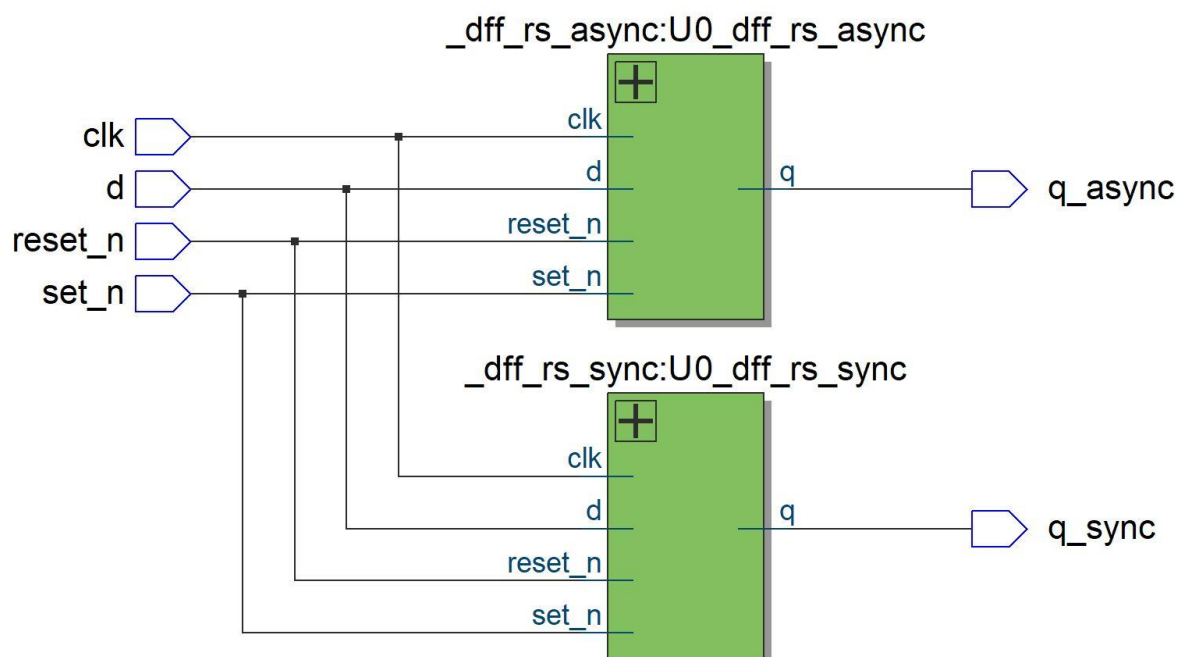 _dff_rs_async:U0_dff_rs_async
clk
clk
d
d
q
q_async
reset_n
reset_n
set_n
set_n
_dff_rs_sync:U0_dff_rs_sync
clk
d
q
q_sync
reset_n
set_n